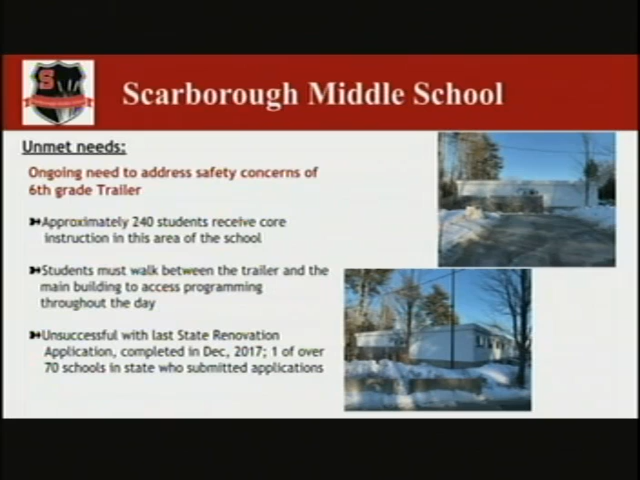 S
Scarborough Middle School
Unmet needs:
Ongoing need to address safety concerns of
6th grade Trailer
Approximately 240 students receive core
instruction in this area of the school
Students must walk between the trailer and the
main building to access programming
throughout the day
Unsuccessful with last State Renovation
Application, completed in Dec, 2017; 1 of over
70 schools in state who submitted applications